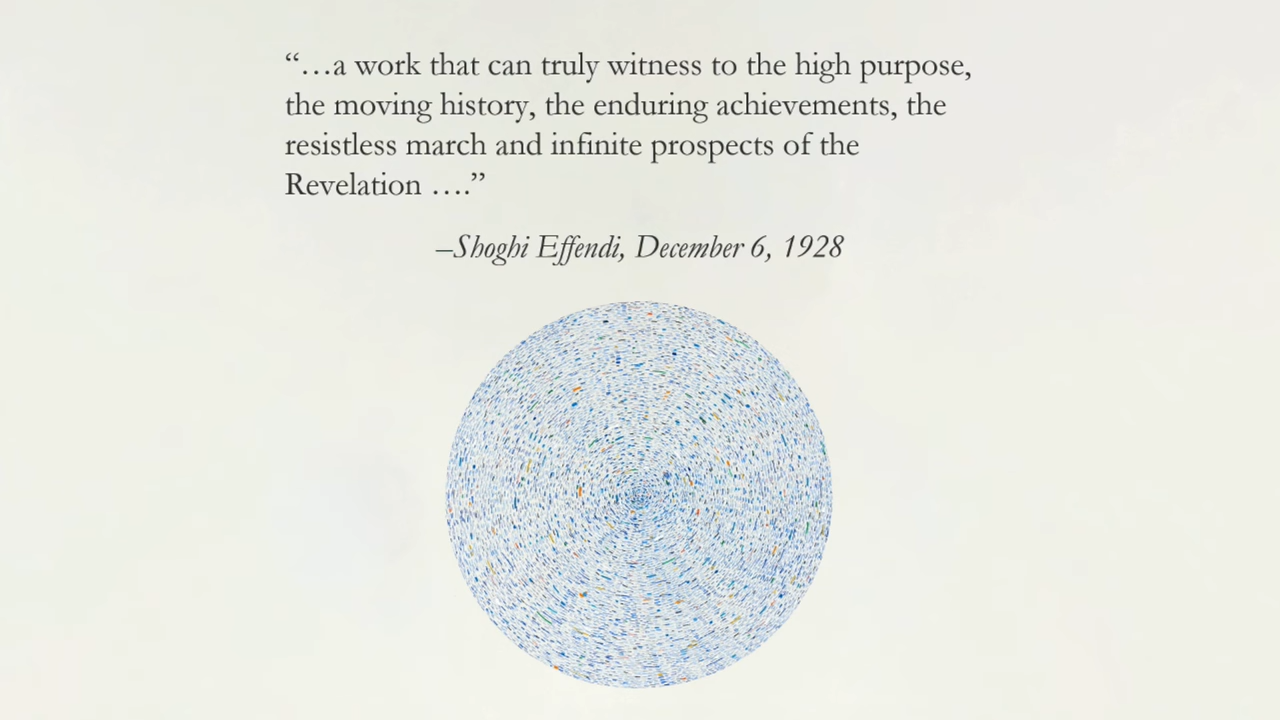 “…a work that can truly witness to the high purpose,
the moving history, the enduring achievements, the
resistless march and infinite prospects of the
Revelation ….”
–Shoghi Effendi, December 6, 1928